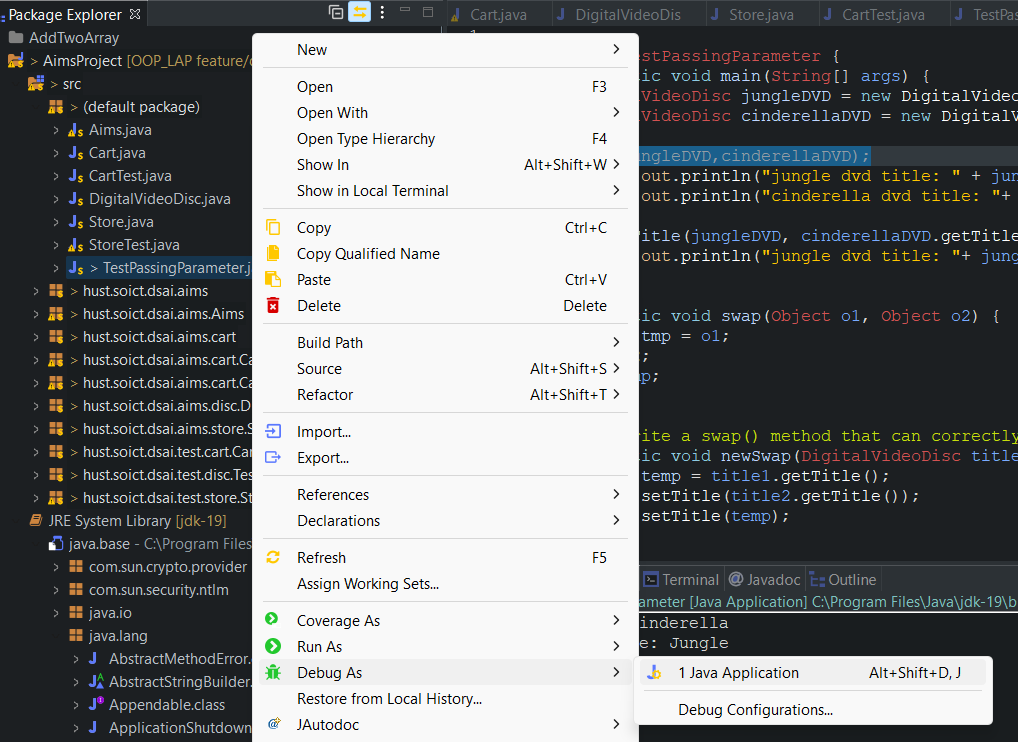 Package Explorer
AddTwoArray
> AimsProject [OOP_LAP feature/
> src
> (default package)
> Aims.java
> Cart.java
> CartTest.java
> DigitalVideoDisc.java
> Store.java
> StoreTest.java
> > TestPassingParameter.j
> > hust.soict.dsai.aims
> > hust.soict.dsai.aims.Aims
> > hust.soict.dsai.aims.cart
> > hust.soict.dsai.aims.cart.Ca
> > hust.soict.dsai.aims.cart.Ca
> > hust.soict.dsai.aims.disc.D
> > hust.soict.dsai.aims.store.S
> > hust.soict.dsai.test.cart.Car
> > hust.soict.dsai.test.disc.Tes
> > hust.soict.dsai.test.store.St
JRE System Library [jdk-19]
java.base - C:\Program Files
> com.sun.crypto.provider
> com.sun.security.ntlm
> java.io
java.lang
> AbstractMethodError.
> AbstractStringBuilder.
> Appendable.class
> ApplicationShutdown
New >
Open F3
Open With >
Open Type Hierarchy F4
Show In Alt+Shift+W >
Show in Local Terminal >
Copy Ctrl+C
Copy Qualified Name
Paste Ctrl+V
Delete Delete
Build Path >
Source Alt+Shift+S >
Refactor Alt+Shift+T >
Import...
Export...
References >
Declarations >
Refresh F5
Assign Working Sets...
Coverage As >
Run As >
Debug As >
Restore from Local History...
JAutodoc >
1 Java Application Alt+Shift+D, J
Debug Configurations...
Cart.java DigitalVideoDis Store.java CartTest.java TestPas
estPassingParameter {
ic void main(String[] args) {
VideoDisc jungleDVD = new DigitalVideo
VideoDisc cinderellaDVD = new DigitalV
ngleDVD,cinderellaDVD);
out.println("jungle dvd title: " + jun
out.println("cinderella dvd title: "+
Title(jungleDVD, cinderellaDVD.getTitle
out.println("jungle dvd title: "+ jung
ic void swap(Object o1, Object o2) {
tmp = o1;
;
p;
ite a swap() method that can correctly
ic void newSwap(DigitalVideoDisc title
temp = title1.getTitle();
setTitle(title2.getTitle());
setTitle(temp);
Terminal @ Javadoc Outline
ameter [Java Application] C:\Program Files\Java\jdk-19\b
inderella
e: Jungle